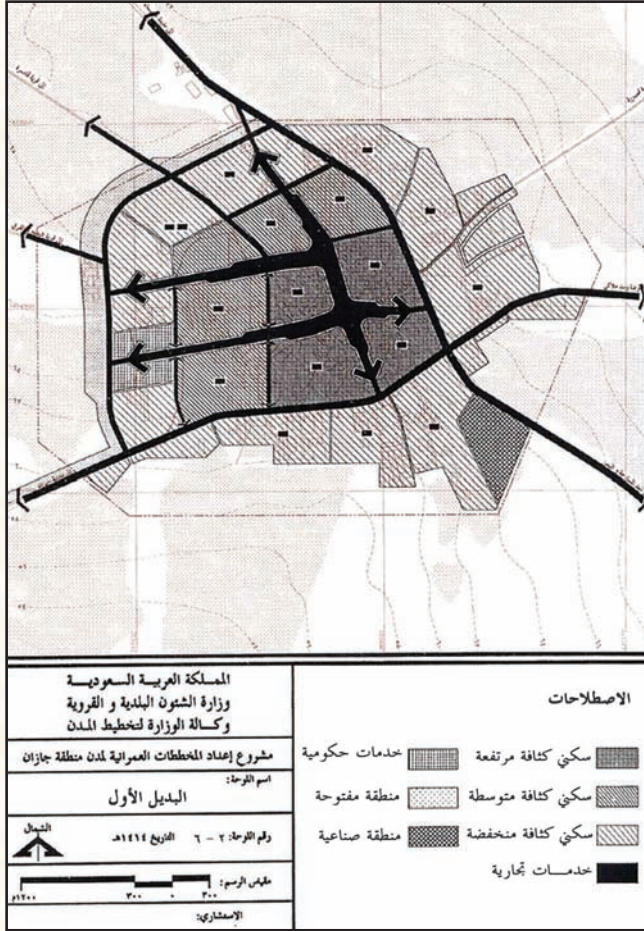 المملكة العربية السعودية
وزارة الشئون البلدية و القروية
وكالة الوزارة لتخطيط المدن
مشروع إعداد المخططات العمرانية لمدن منطقة جازان
اسم اللوحة:
البديل الأول
رقم اللوحة: ٢ - ٦ التاريخ ١٤١٤هـ
الشمال
مقياس الرسم:
٣٠٠ ٠ ٣٠٠ ١٢٠٠م
الاستشاري:
الاصطلاحات
سكني كثافة مرتفعة
خدمات حكومية
سكني كثافة متوسطة
منطقة مفتوحة
سكني كثافة منخفضة
منطقة صناعية
خدمات تجارية